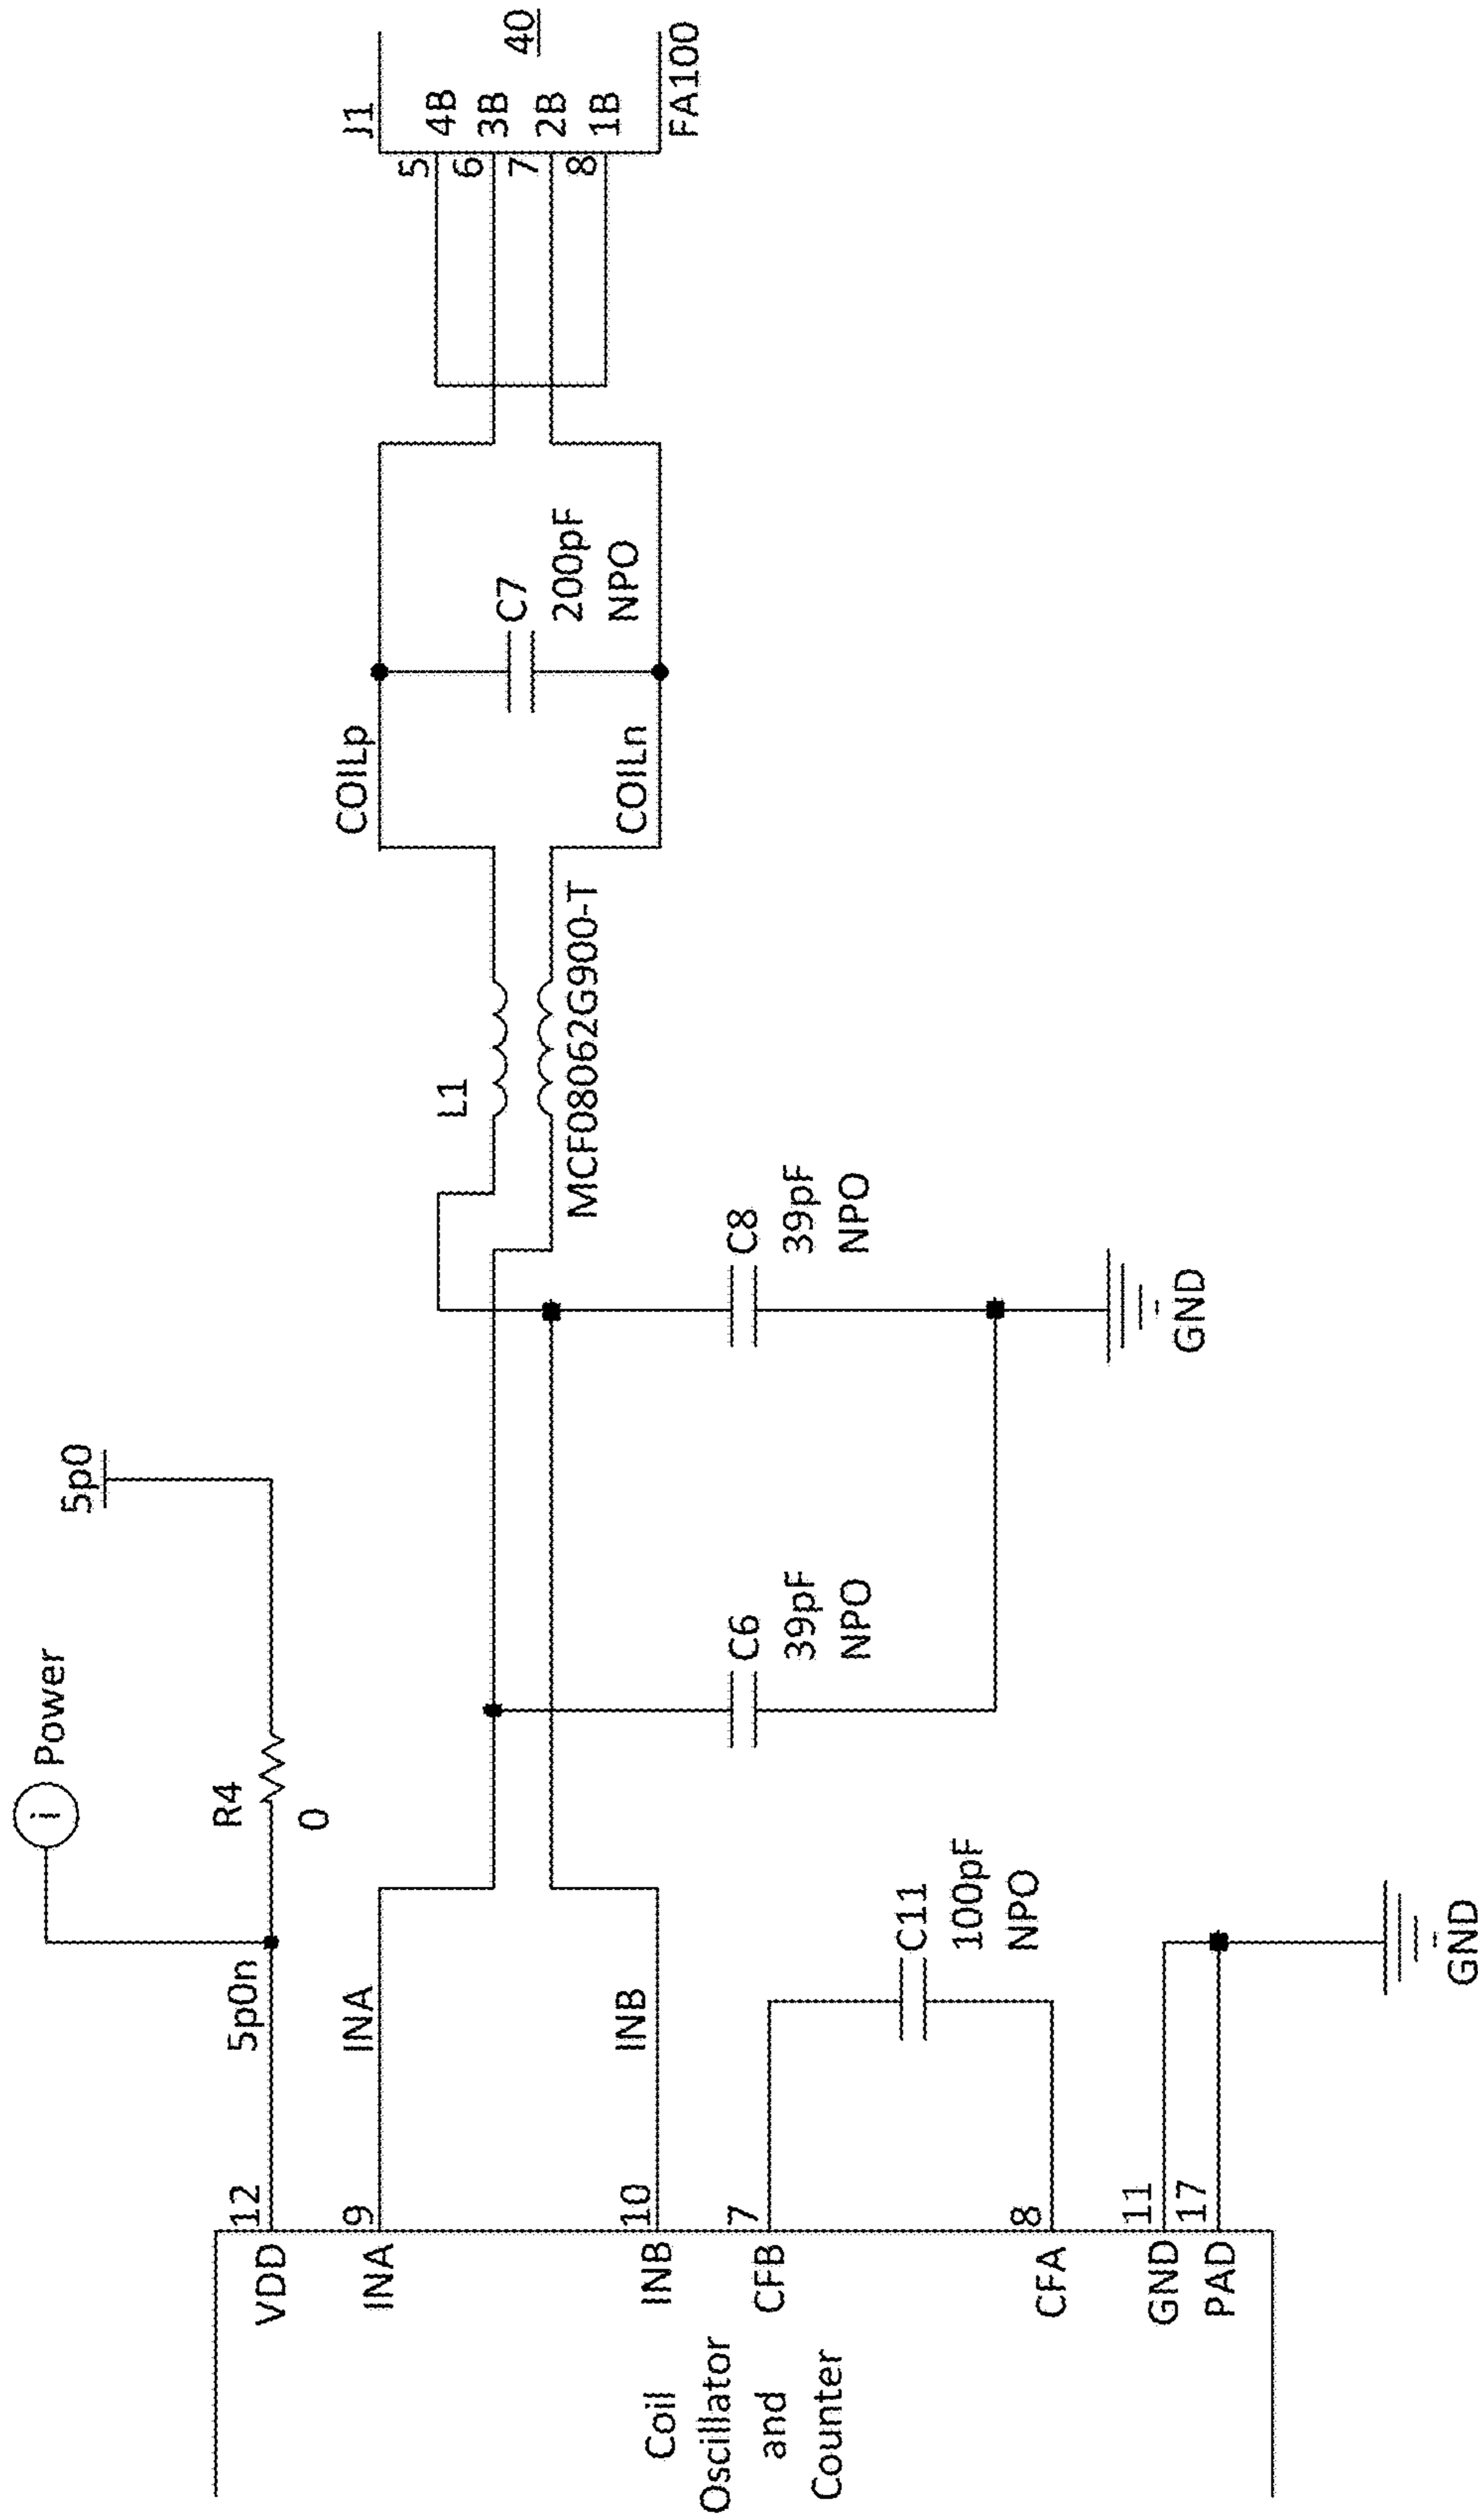 Coil
Oscillator
and
Counter
VDD
12
INA
9
INB
10
CFB
7
CFA
8
GND
11
PAD
17
5p0n
Power
i
R4
0
5p0
INA
INB
C11
100pF
NPO
GND
C6
39pF
NPO
C8
39pF
NPO
GND
L1
MCF08062G900-T
COILp
COILn
C7
200pF
NPO
J1
5
4B
6
3B
7
2B
8
1B
40
FA100